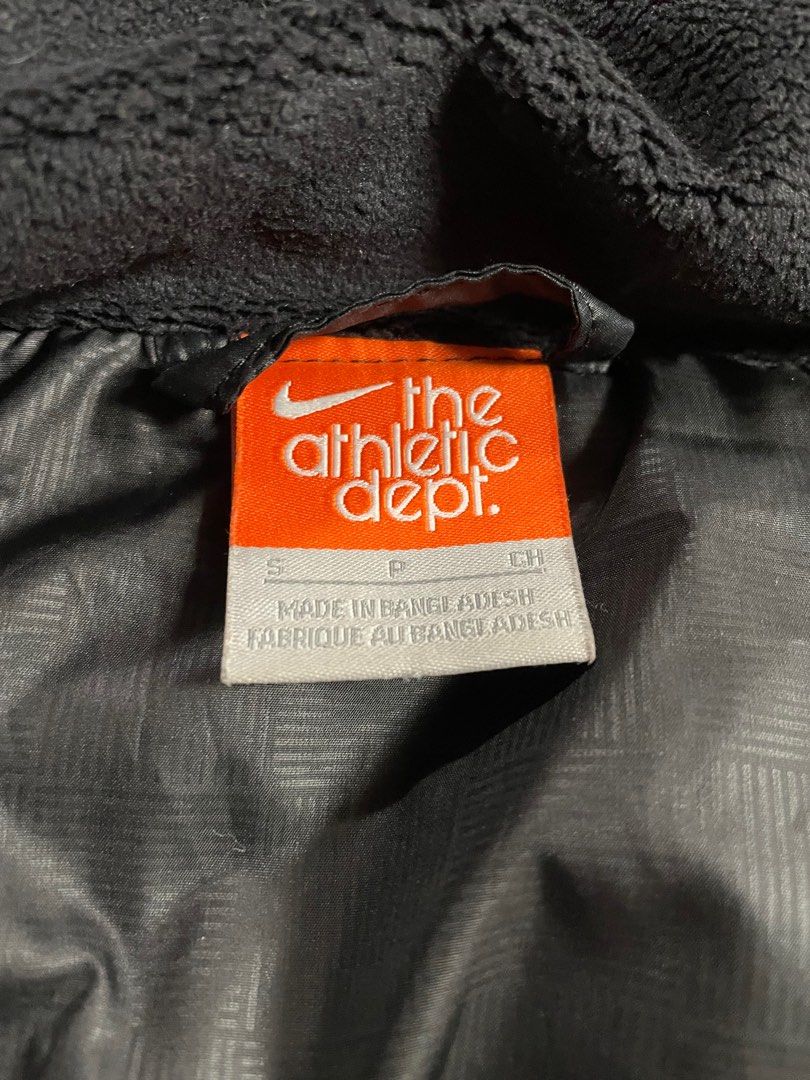 the
athletic
dept.
S P CH
MADE IN BANGLADESH
FABRIQUE AU BANGLADESH